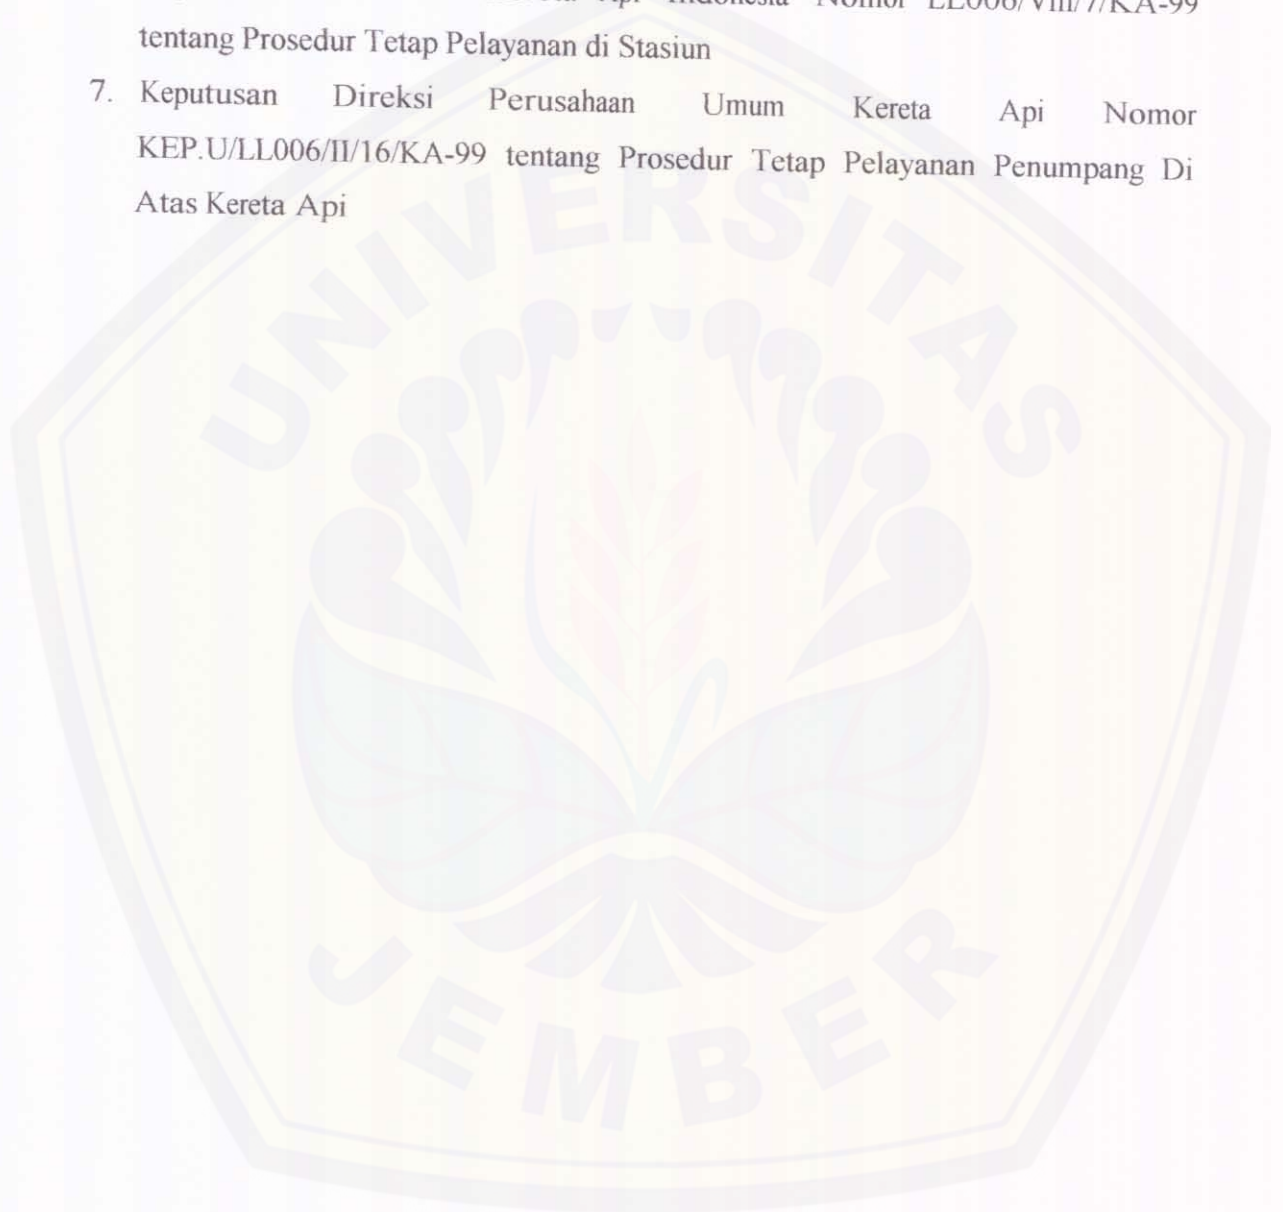 Api Indonesia Nomor LL006/VIII/7/KA-99
tentang Prosedur Tetap Pelayanan di Stasiun
7. Keputusan Direksi Perusahaan Umum Kereta Api Nomor
KEP.U/LL006/II/16/KA-99 tentang Prosedur Tetap Pelayanan Penumpang Di
Atas Kereta Api
UNIVERSITAS
JEMBER